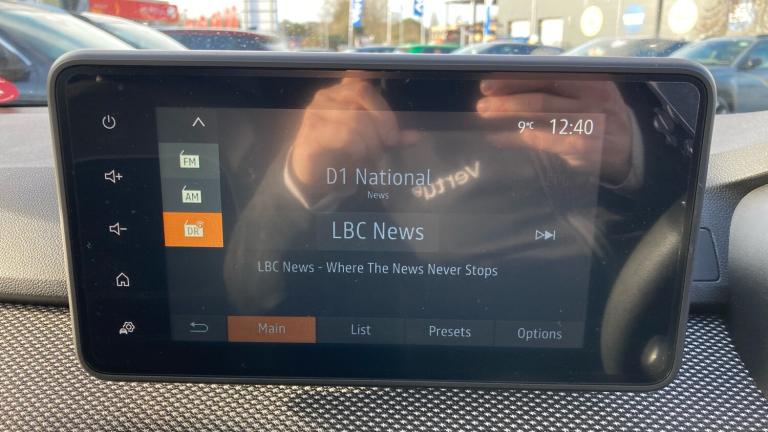 9°C 12:40
FM
AM
DR
D1 National
News
Vertu
LBC News
LBC News - Where The News Never Stops
Main
List
Presets
Options